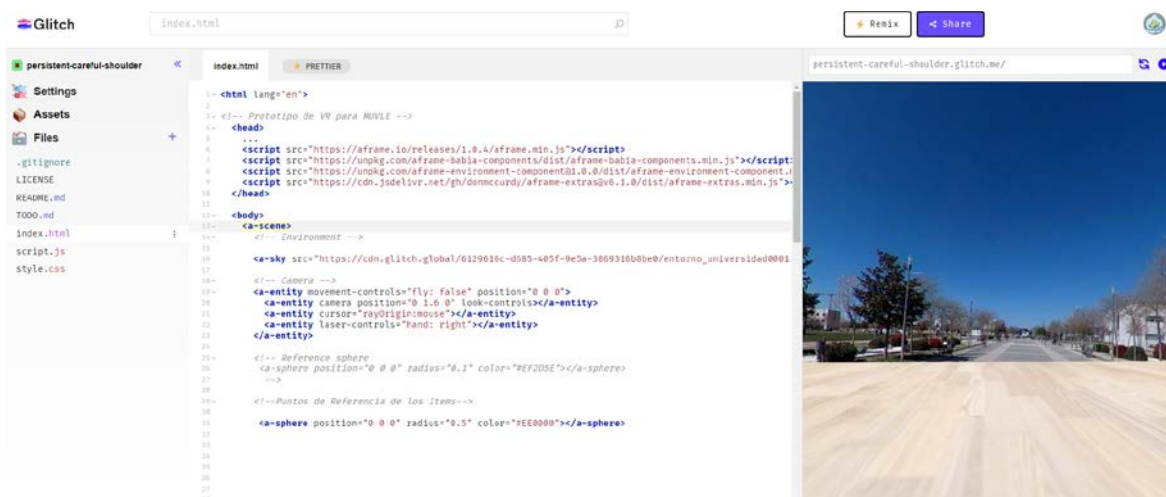 Glitch
index.html
Remix
Share
persistent-careful-shoulder
Settings
Assets
Files
.gitignore
LICENSE
README.md
TODO.md
index.html
script.js
style.css
index.html
PRETTIER
persistent-careful-shoulder.glitch.me/
<html lang="en">
<!-- Prototipo de VR para MUVLE -->
<head>
...
<script src="https://aframe.io/releases/1.0.4/aframe.min.js"></script>
<script src="https://unpkg.com/aframe-babia-components/dist/aframe-babia-components.min.js"></script>
<script src="https://unpkg.com/aframe-environment-component@1.0.0/dist/aframe-environment-component.
<script src="https://cdn.jsdelivr.net/gh/donmccurdy/aframe-extras@v6.1.0/dist/aframe-extras.min.js">
</head>
<body>
<a-scene>
<!-- Environment -->
<a-sky src="https://cdn.glitch.global/
<!-- Camera -->
<a-entity movement-controls="fly: false" position="0 0 0">
<a-entity camera position="0 1.6 0" look-controls></a-entity>
<a-entity cursor="rayOrigin:mouse"></a-entity>
<a-entity laser-controls="hand: right"></a-entity>
</a-entity>
<!-- Reference sphere
<a-sphere position="0 0 0" radius="0.1" color="#EF2D5E"></a-sphere>
-->
<!--Puntos de Referencia de los Items-->
<a-sphere position="0 0 0" radius="0.5" color="#EE0000"></a-sphere>